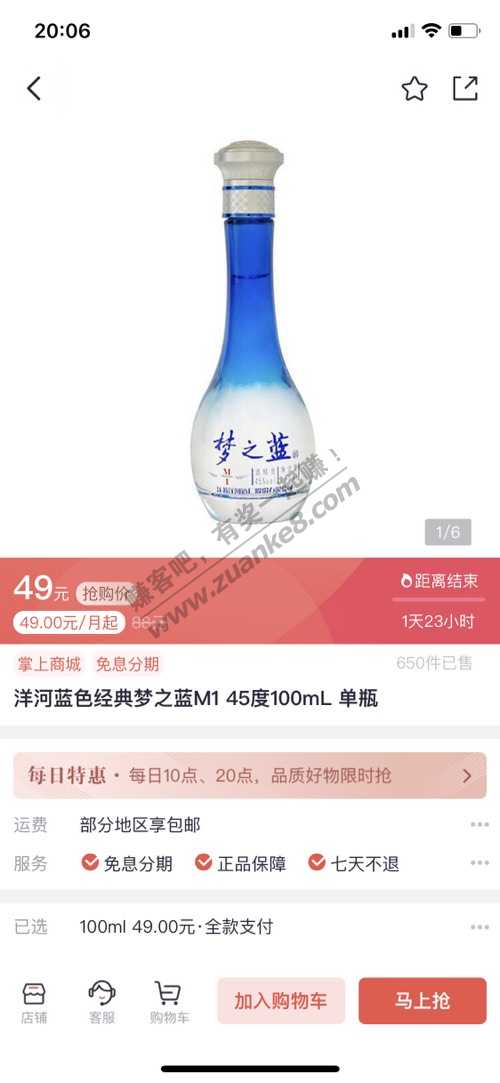 20:06
梦之蓝
M
1
1/6
赚客吧，有奖一起赚！
www.zuanke8.com
49元 抢购价
距离结束
49.00元/月起 88元
1天23小时
掌上商城 免息分期
650件已售
洋河蓝色经典梦之蓝M1 45度100mL 单瓶
每日特惠·每日10点、20点，品质好物限时抢
运费 部分地区享包邮
服务 免息分期 正品保障 七天不退
已选 100ml 49.00元·全款支付
店铺 客服 购物车 加入购物车 马上抢